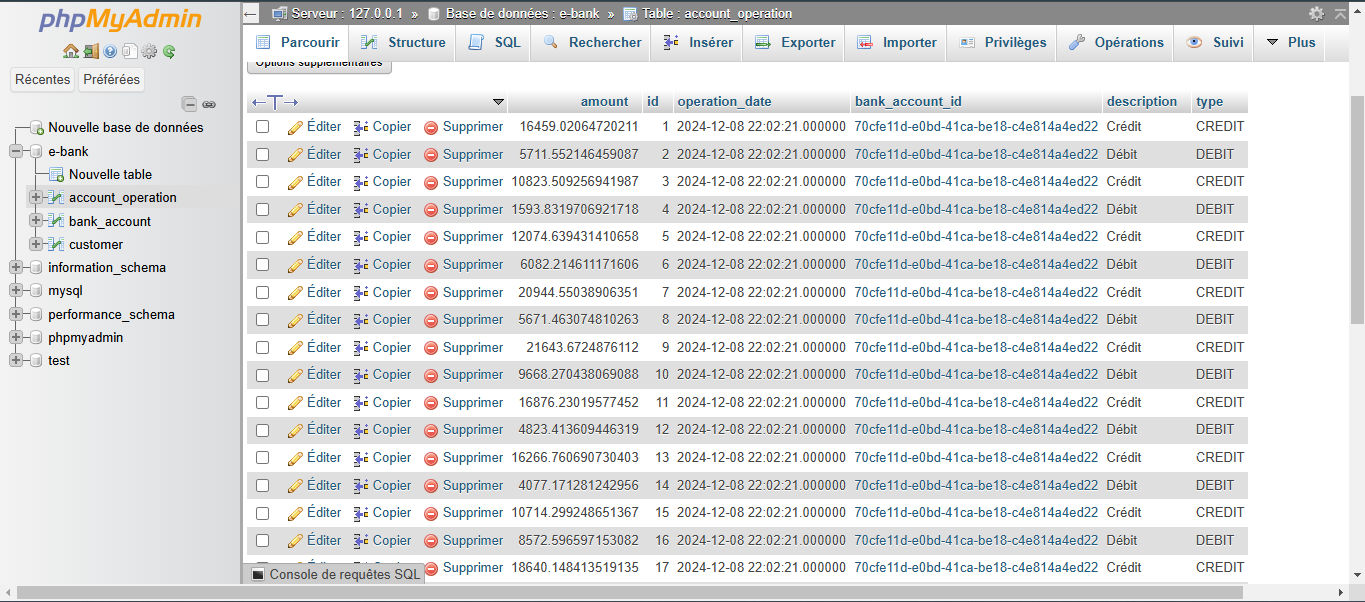 phpMyAdmin
Récentes Préférées
Nouvelle base de données
e-bank
Nouvelle table
account_operation
bank_account
customer
information_schema
mysql
performance_schema
phpmyadmin
test
Serveur : 127.0.0.1 » Base de données : e-bank » Table : account_operation
Parcourir Structure SQL Rechercher Insérer Exporter Importer Privilèges Opérations Suivi Plus
Options supplémentaires
←T→ amount id operation_date bank_account_id description type
Éditer Copier Supprimer 16459.02064720211 1 2024-12-08 22:02:21.000000 70cfe11d-e0bd-41ca-be18-c4e814a4ed22 Crédit CREDIT
Éditer Copier Supprimer 5711.552146459087 2 2024-12-08 22:02:21.000000 70cfe11d-e0bd-41ca-be18-c4e814a4ed22 Débit DEBIT
Éditer Copier Supprimer 10823.509256941987 3 2024-12-08 22:02:21.000000 70cfe11d-e0bd-41ca-be18-c4e814a4ed22 Crédit CREDIT
Éditer Copier Supprimer 1593.8319706921718 4 2024-12-08 22:02:21.000000 70cfe11d-e0bd-41ca-be18-c4e814a4ed22 Débit DEBIT
Éditer Copier Supprimer 12074.639431410658 5 2024-12-08 22:02:21.000000 70cfe11d-e0bd-41ca-be18-c4e814a4ed22 Crédit CREDIT
Éditer Copier Supprimer 6082.214611171606 6 2024-12-08 22:02:21.000000 70cfe11d-e0bd-41ca-be18-c4e814a4ed22 Débit DEBIT
Éditer Copier Supprimer 20944.55038906351 7 2024-12-08 22:02:21.000000 70cfe11d-e0bd-41ca-be18-c4e814a4ed22 Crédit CREDIT
Éditer Copier Supprimer 5671.463074810263 8 2024-12-08 22:02:21.000000 70cfe11d-e0bd-41ca-be18-c4e814a4ed22 Débit DEBIT
Éditer Copier Supprimer 21643.6724876112 9 2024-12-08 22:02:21.000000 70cfe11d-e0bd-41ca-be18-c4e814a4ed22 Crédit CREDIT
Éditer Copier Supprimer 9668.270438069088 10 2024-12-08 22:02:21.000000 70cfe11d-e0bd-41ca-be18-c4e814a4ed22 Débit DEBIT
Éditer Copier Supprimer 16876.23019577452 11 2024-12-08 22:02:21.000000 70cfe11d-e0bd-41ca-be18-c4e814a4ed22 Crédit CREDIT
Éditer Copier Supprimer 4823.413609446319 12 2024-12-08 22:02:21.000000 70cfe11d-e0bd-41ca-be18-c4e814a4ed22 Débit DEBIT
Éditer Copier Supprimer 16266.760690730403 13 2024-12-08 22:02:21.000000 70cfe11d-e0bd-41ca-be18-c4e814a4ed22 Crédit CREDIT
Éditer Copier Supprimer 4077.171281242956 14 2024-12-08 22:02:21.000000 70cfe11d-e0bd-41ca-be18-c4e814a4ed22 Débit DEBIT
Éditer Copier Supprimer 10714.299248651367 15 2024-12-08 22:02:21.000000 70cfe11d-e0bd-41ca-be18-c4e814a4ed22 Crédit CREDIT
Éditer Copier Supprimer 8572.596597153082 16 2024-12-08 22:02:21.000000 70cfe11d-e0bd-41ca-be18-c4e814a4ed22 Débit DEBIT
Supprimer 18640.148413519135 17 2024-12-08 22:02:21.000000 70cfe11d-e0bd-41ca-be18-c4e814a4ed22 Crédit CREDIT
Console de requêtes SQL